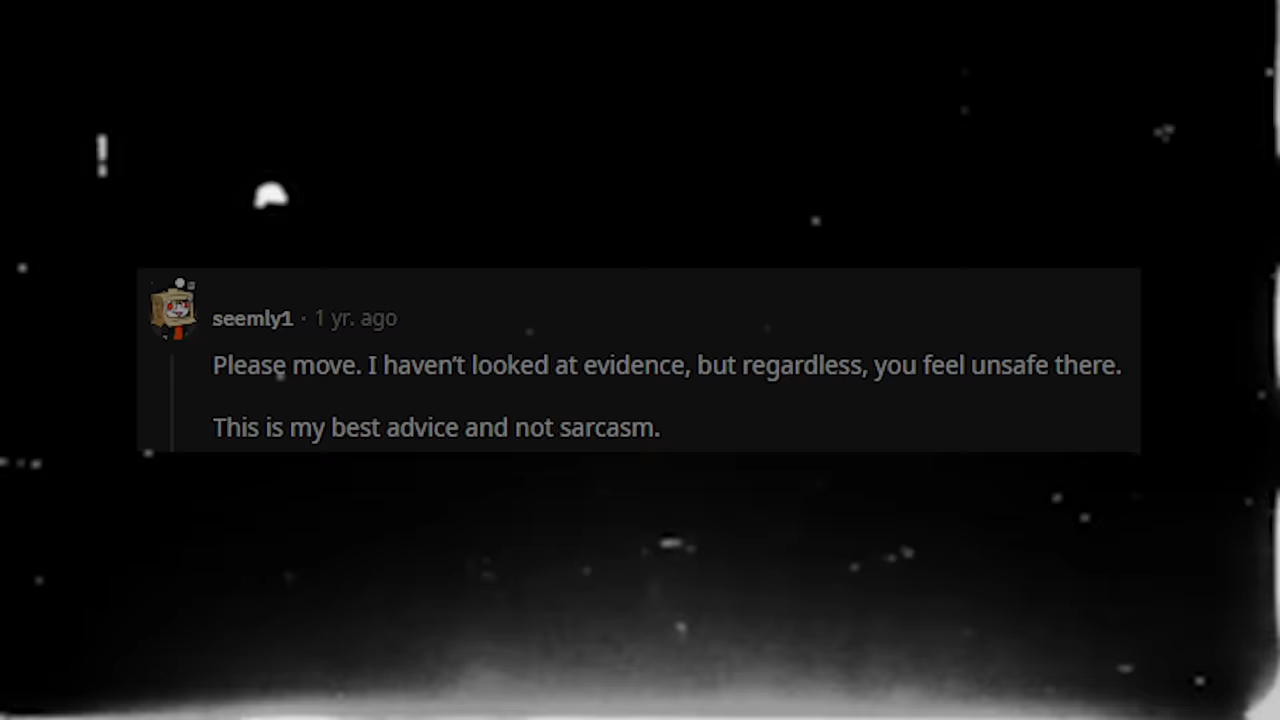 seemly1 · 1 yr. ago
Please move. I haven't looked at evidence, but regardless, you feel unsafe there.
This is my best advice and not sarcasm.